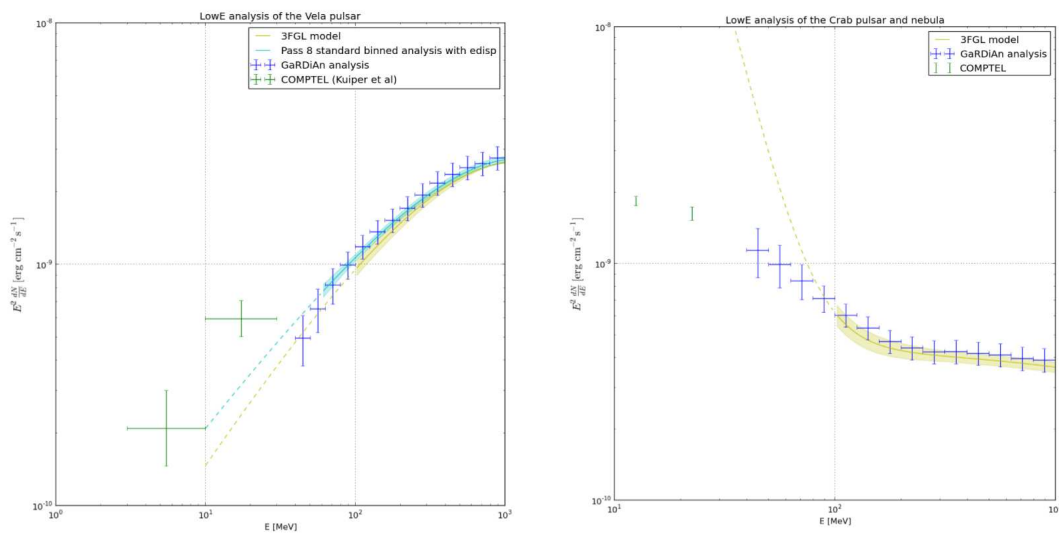 LowE analysis of the Vela pulsar
3FGL model
Pass 8 standard binned analysis with edisp
GaRDiAn analysis
COMPTEL (Kuiper et al)
10^-8
10^-9
10^-10
E^2 dN/dE [erg cm^-2 s^-1]
10^0
10^1
10^2
10^3
E [MeV]
LowE analysis of the Crab pulsar and nebula
3FGL model
GaRDiAn analysis
COMPTEL
10^-8
10^-9
10^-10
E^2 dN/dE [erg cm^-2 s^-1]
10^1
10^2
10
E [MeV]